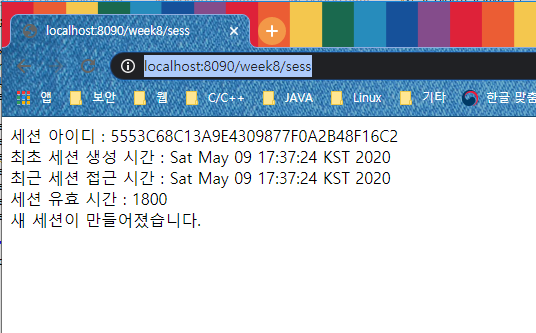 localhost:8090/week8/sess
localhost:8090/week8/sess
앱 보안 웹 C/C++ JAVA Linux 기타 한글 맞춤
세션 아이디 : 5553C68C13A9E4309877F0A2B48F16C2
최초 세션 생성 시간 : Sat May 09 17:37:24 KST 2020
최근 세션 접근 시간 : Sat May 09 17:37:24 KST 2020
세션 유효 시간 : 1800
새 세션이 만들어졌습니다.